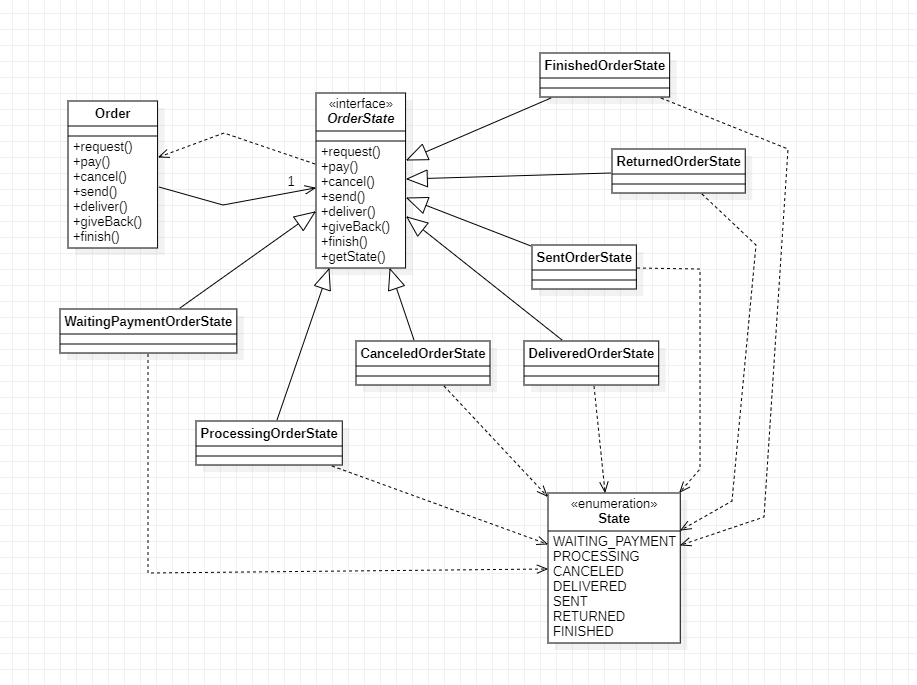 FinishedOrderState
Order
+request()
+pay()
+cancel()
+send()
+deliver()
+giveBack()
+finish()
«interface»
OrderState
+request()
+pay()
+cancel()
+send()
+deliver()
+giveBack()
+finish()
+getState()
1
ReturnedOrderState
SentOrderState
WaitingPaymentOrderState
CanceledOrderState
DeliveredOrderState
ProcessingOrderState
«enumeration»
State
WAITING_PAYMENT
PROCESSING
CANCELED
DELIVERED
SENT
RETURNED
FINISHED